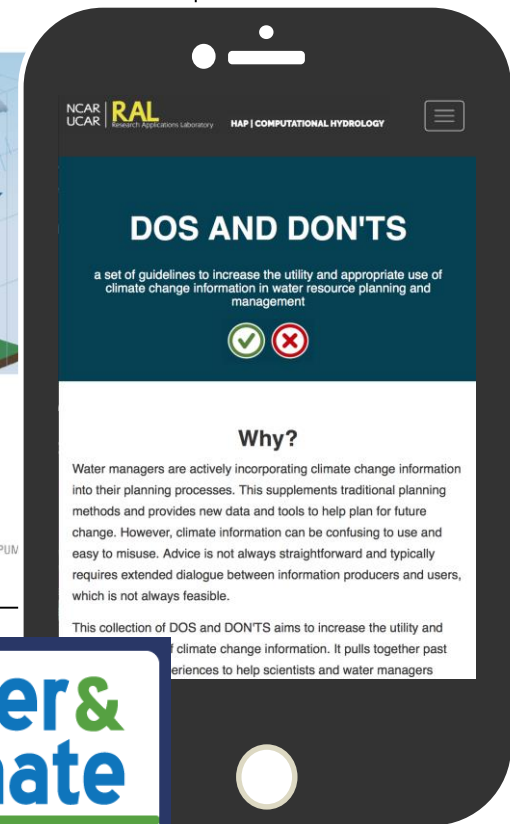 NCAR
UCAR
RAL
Research Applications Laboratory
HAP | COMPUTATIONAL HYDROLOGY
DOS AND DON'TS
a set of guidelines to increase the utility and appropriate use of
climate change information in water resource planning and
management
Why?
Water managers are actively incorporating climate change information
into their planning processes. This supplements traditional planning
methods and provides new data and tools to help plan for future
change. However, climate information can be confusing to use and
easy to misuse. Advice is not always straightforward and typically
requires extended dialogue between information producers and users,
which is not always feasible.
This collection of DOS and DON'TS aims to increase the utility and
climate change information. It pulls together past
to help scientists and water managers
&